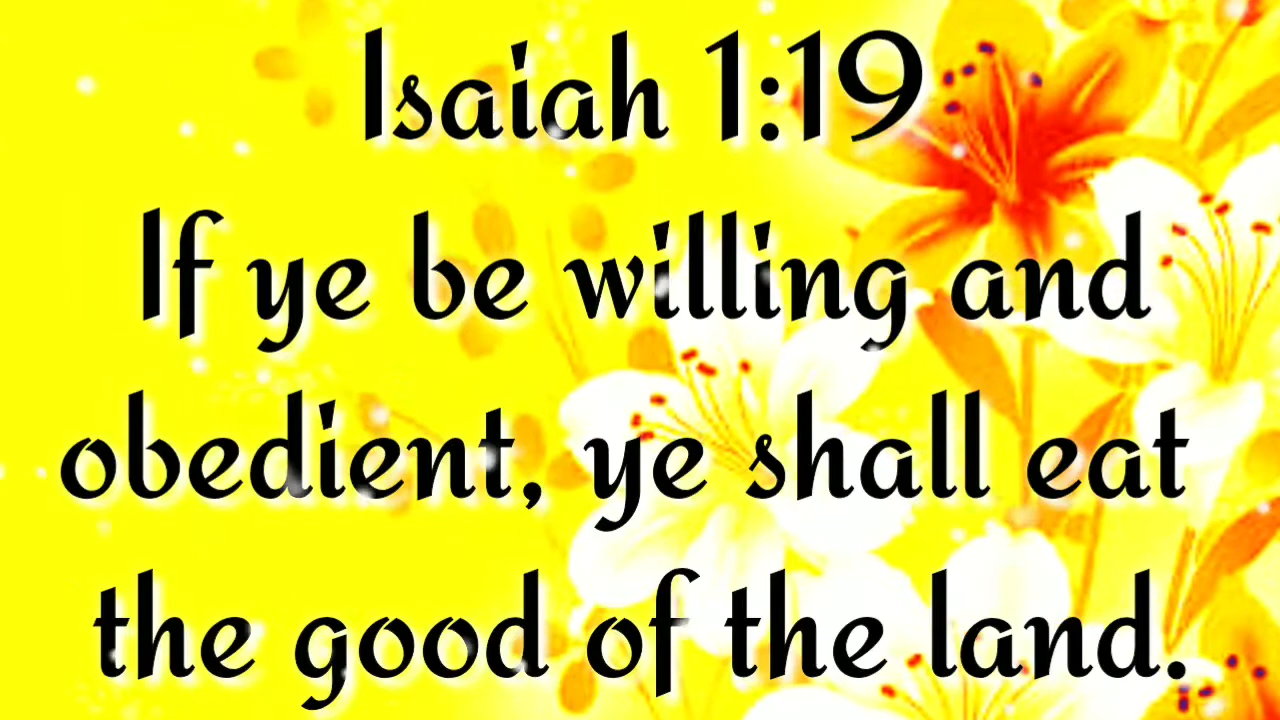 Isaiah 1:19
If ye be willing and
obedient, ye shall eat
the good of the land.